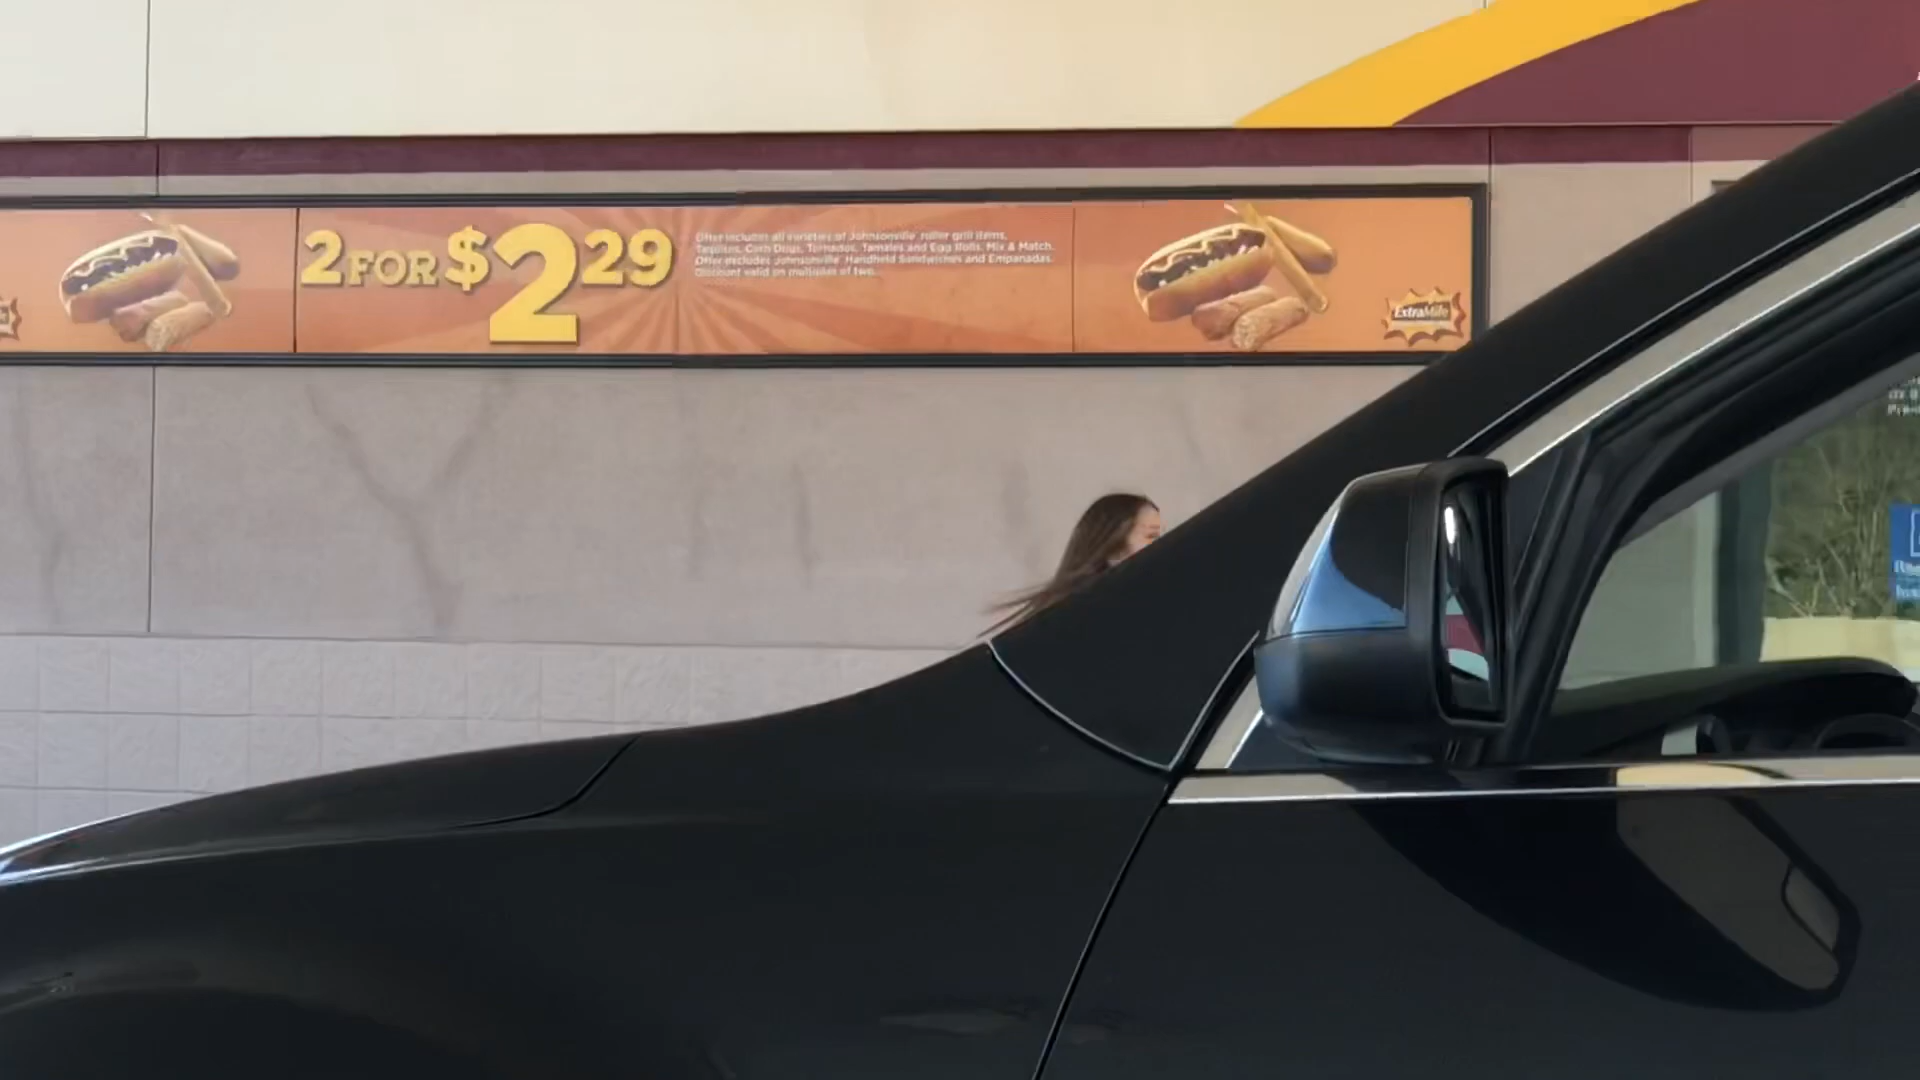 2 FOR $2 29
Offer includes all varieties of Johnsonville roller grill items,
Taquitos, Corn Dogs, Tornados, Tamales and Egg Rolls. Mix & Match.
Offer excludes Johnsonville Handheld Sandwiches and Empanadas.
Discount valid on multiples of two.
ExtraMile